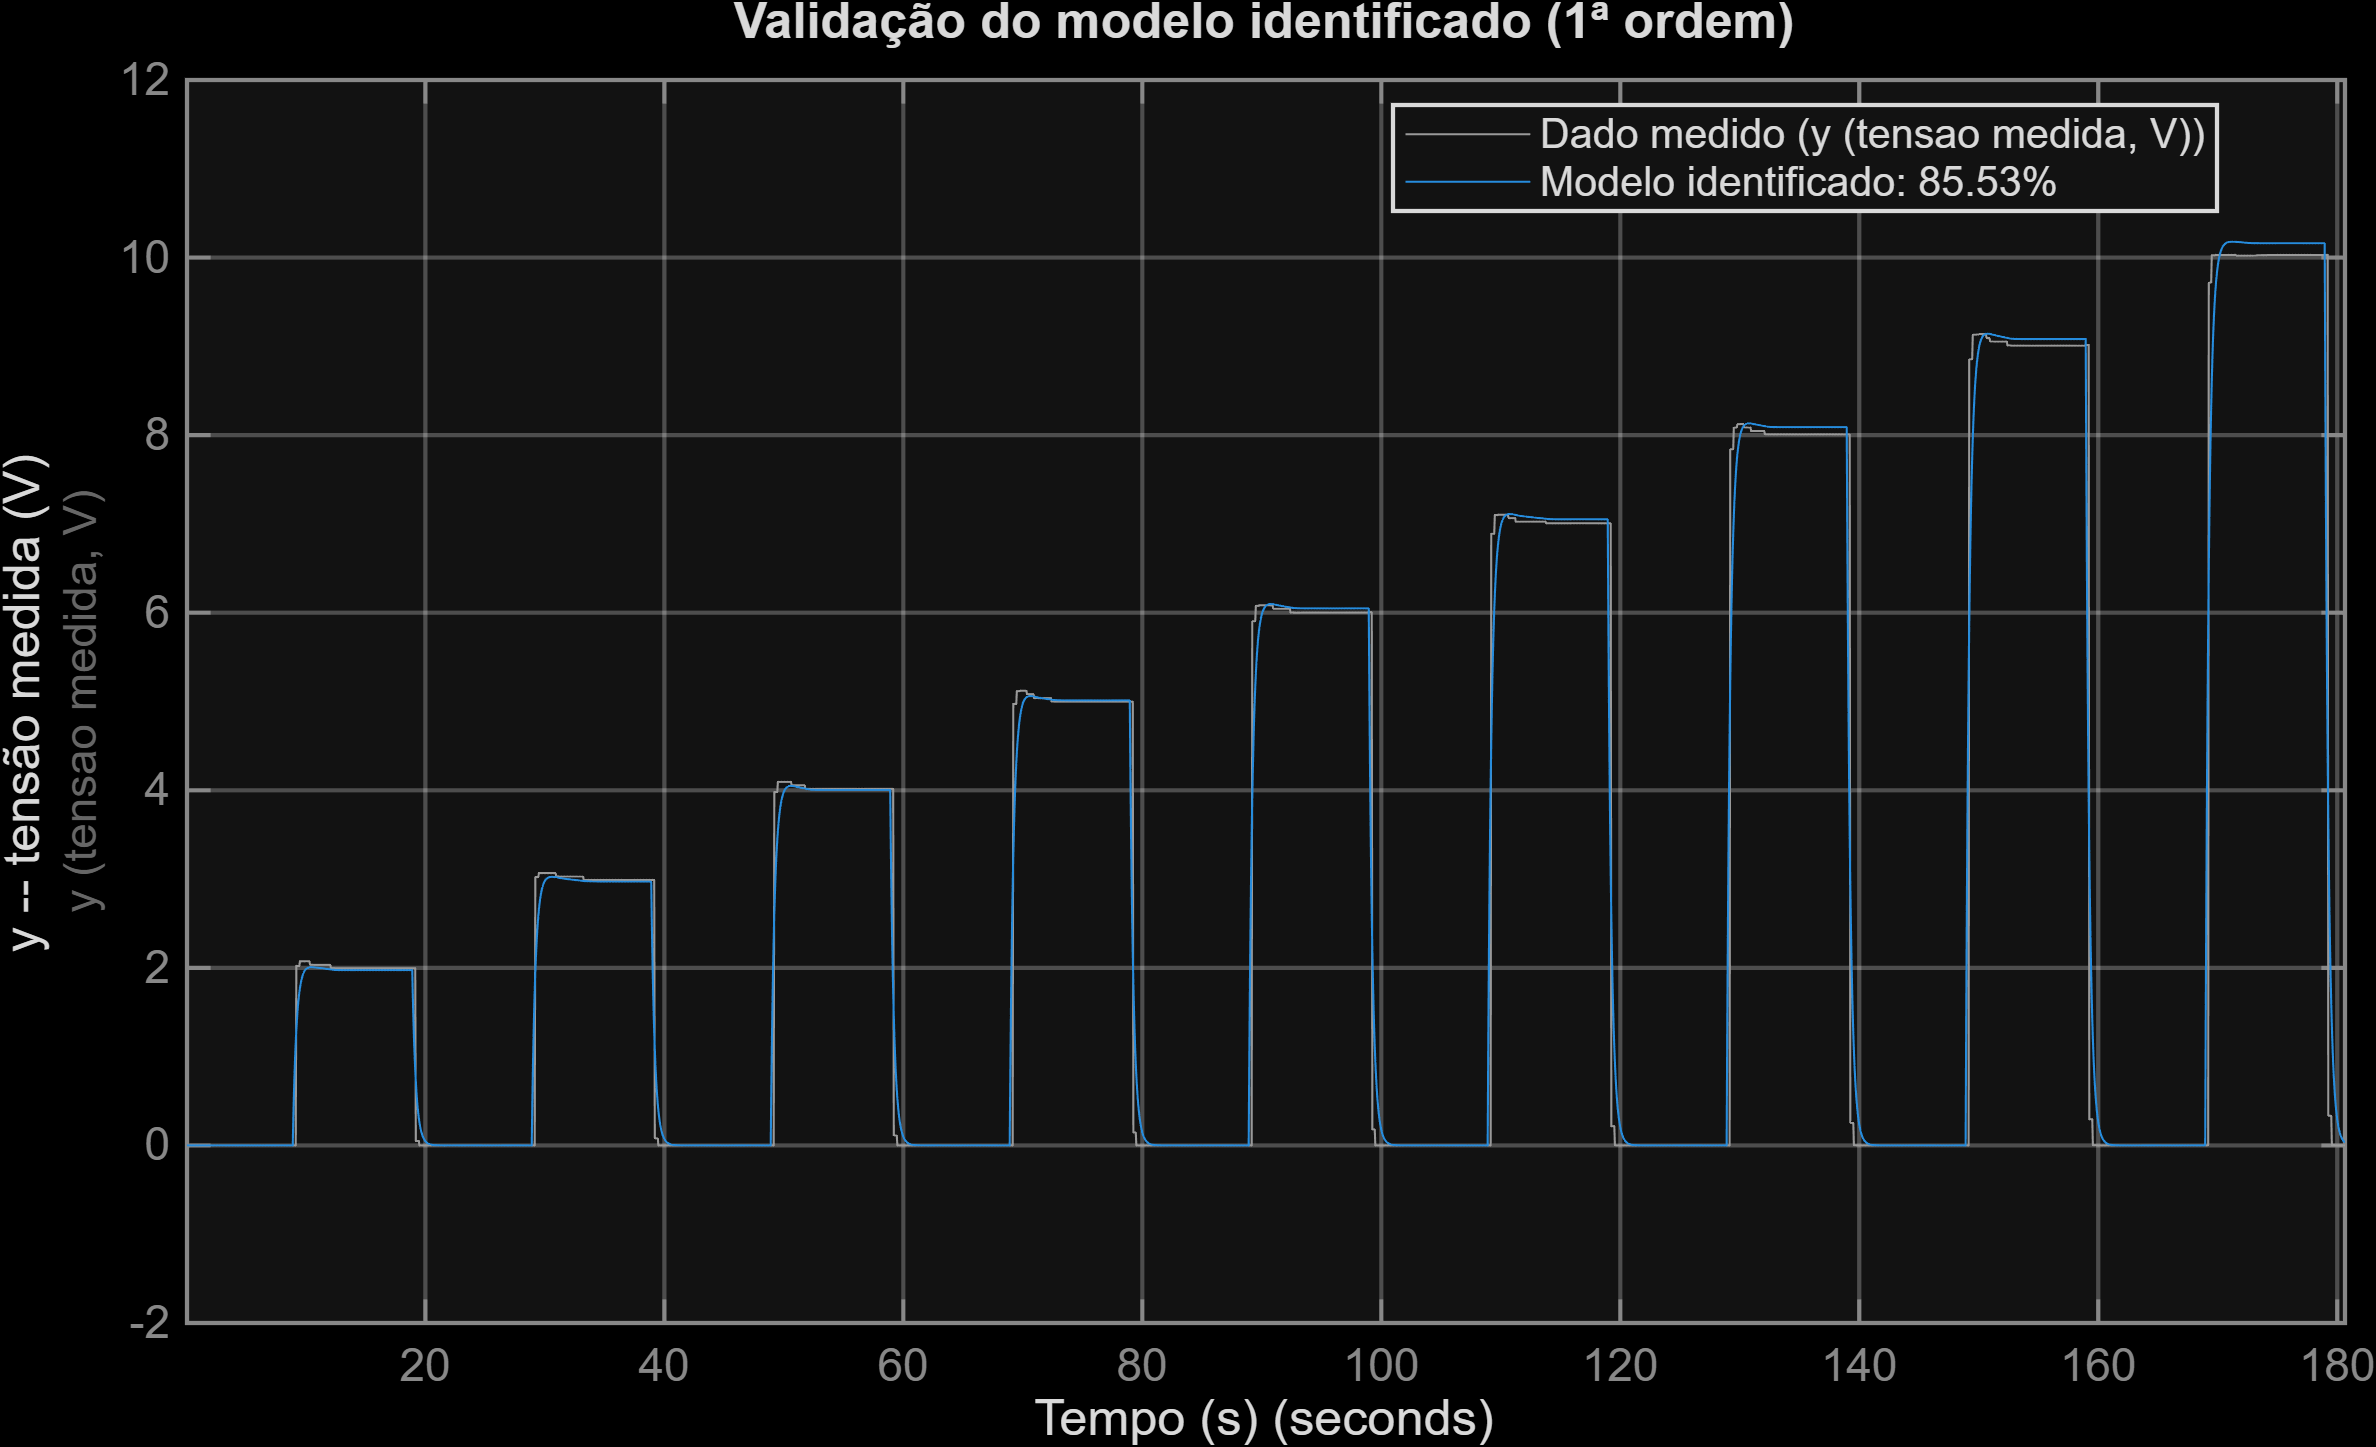 Validação do modelo identificado (1ª ordem)
12
10
8
6
4
2
0
-2
y -- tensão medida (V)
y (tensao medida, V)
Dado medido (y (tensao medida, V))
Modelo identificado: 85.53%
20 40 60 80 100 120 140 160 180
Tempo (s) (seconds)